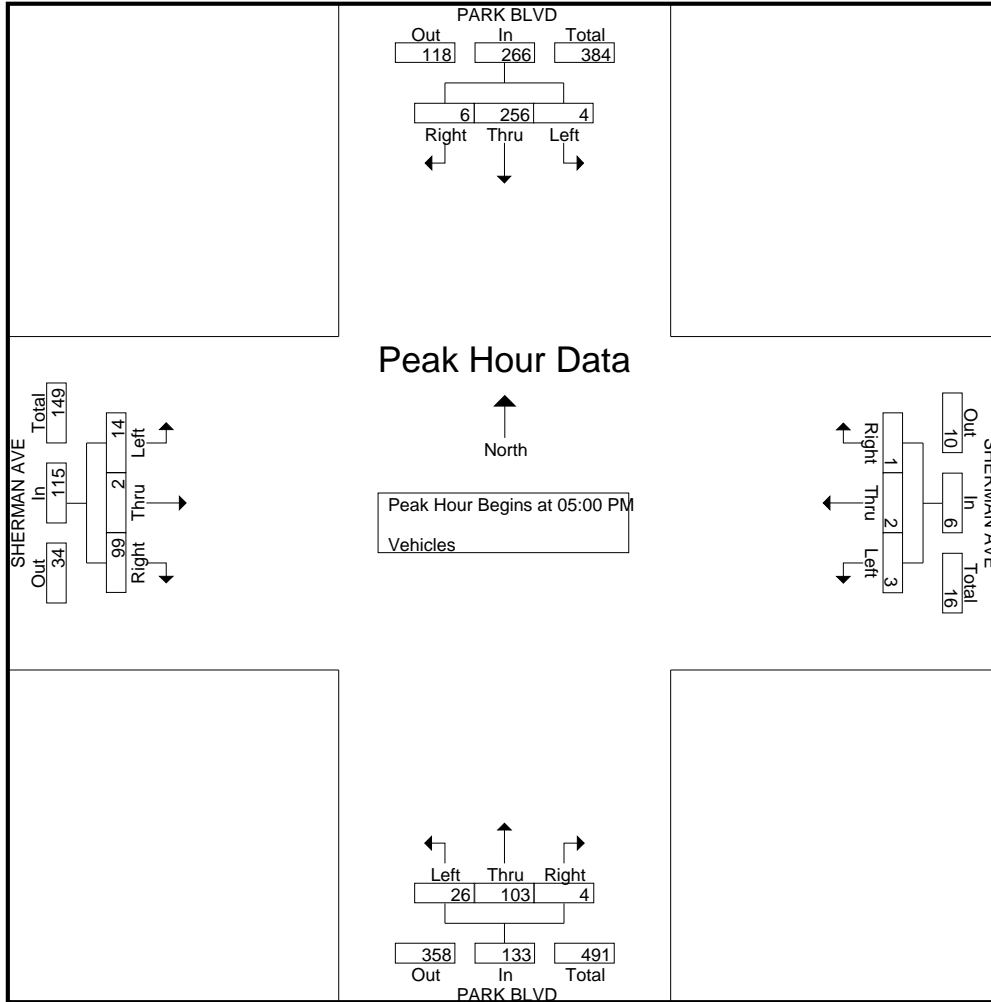 PARK BLVD
Out In Total
118 266 384
6 256 4
Right Thru Left
Peak Hour Data
North
Peak Hour Begins at 05:00 PM
Vehicles
SHERMAN AVE
Out In Total
34 115 149
14 2 99
Left Thru Right
SHERMAN AVE
Out In Total
10 6 16
1 2 3
Right Thru Left
Left Thru Right
26 103 4
358 133 491
Out In Total
PARK BLVD